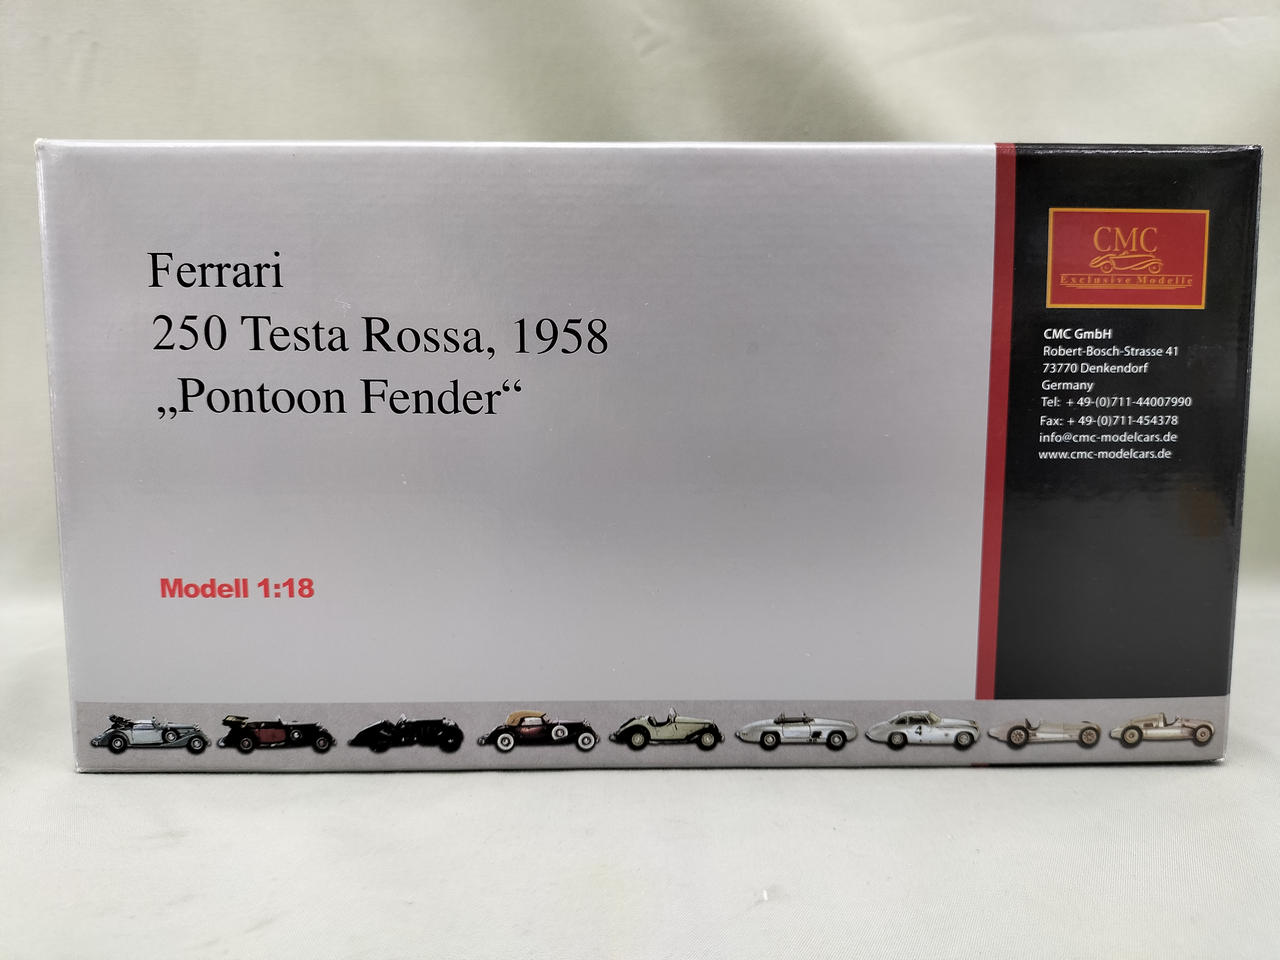 Ferrari
250 Testa Rossa, 1958
„Pontoon Fender“
Modell 1:18
CMC
Exclusive Modelle
CMC GmbH
Robert-Bosch-Strasse 41
73770 Denkendorf
Germany
Tel: + 49-(0)711-44007990
Fax: + 49-(0)711-454378
info@cmc-modelcars.de
www.cmc-modelcars.de
4